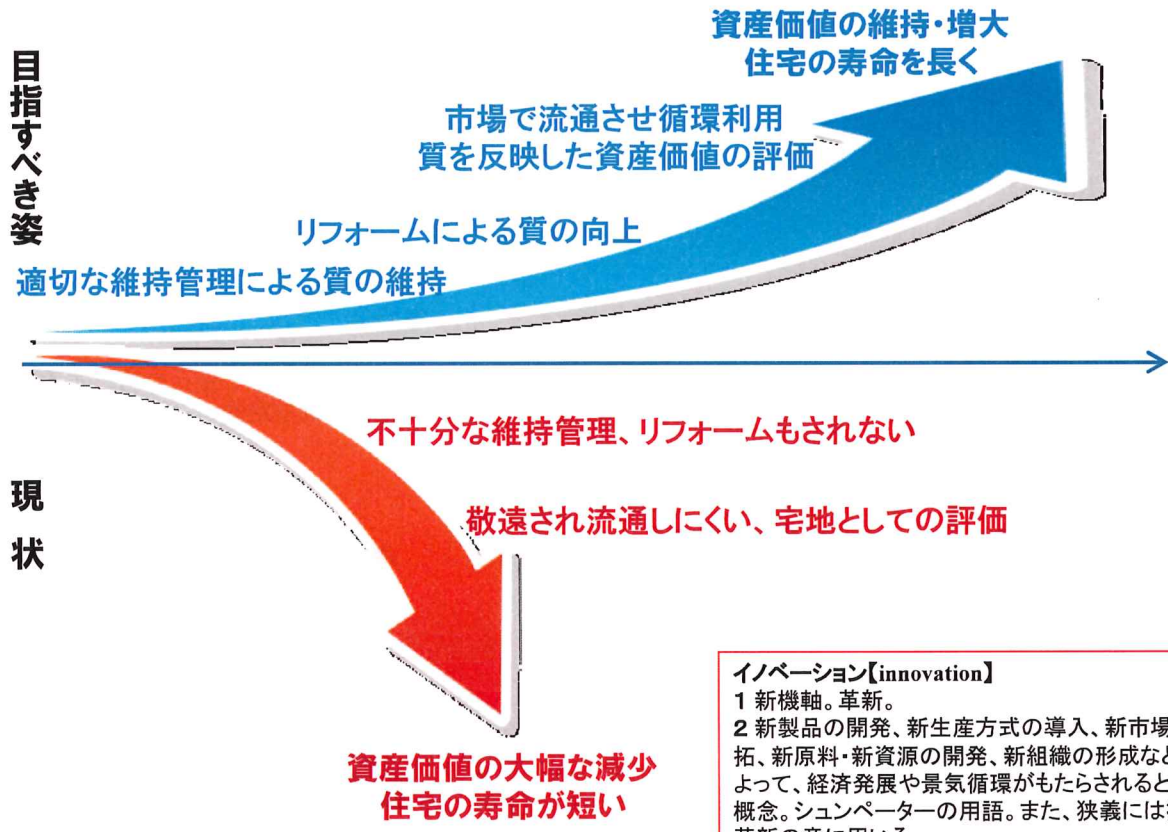 目指すべき姿
資産価値の維持・増大
住宅の寿命を長く
市場で流通させ循環利用
質を反映した資産価値の評価
リフォームによる質の向上
適切な維持管理による質の維持
現状
不十分な維持管理、リフォームもされない
敬遠され流通しにくい、宅地としての評価
資産価値の大幅な減少
住宅の寿命が短い
イノベーション【innovation】
1 新機軸。革新。
2 新製品の開発、新生産方式の導入、新市場
拓、新原料・新資源の開発、新組織の形成など
よって、経済発展や景気循環がもたらされると
概念。シュンペーターの用語。また、狭義には